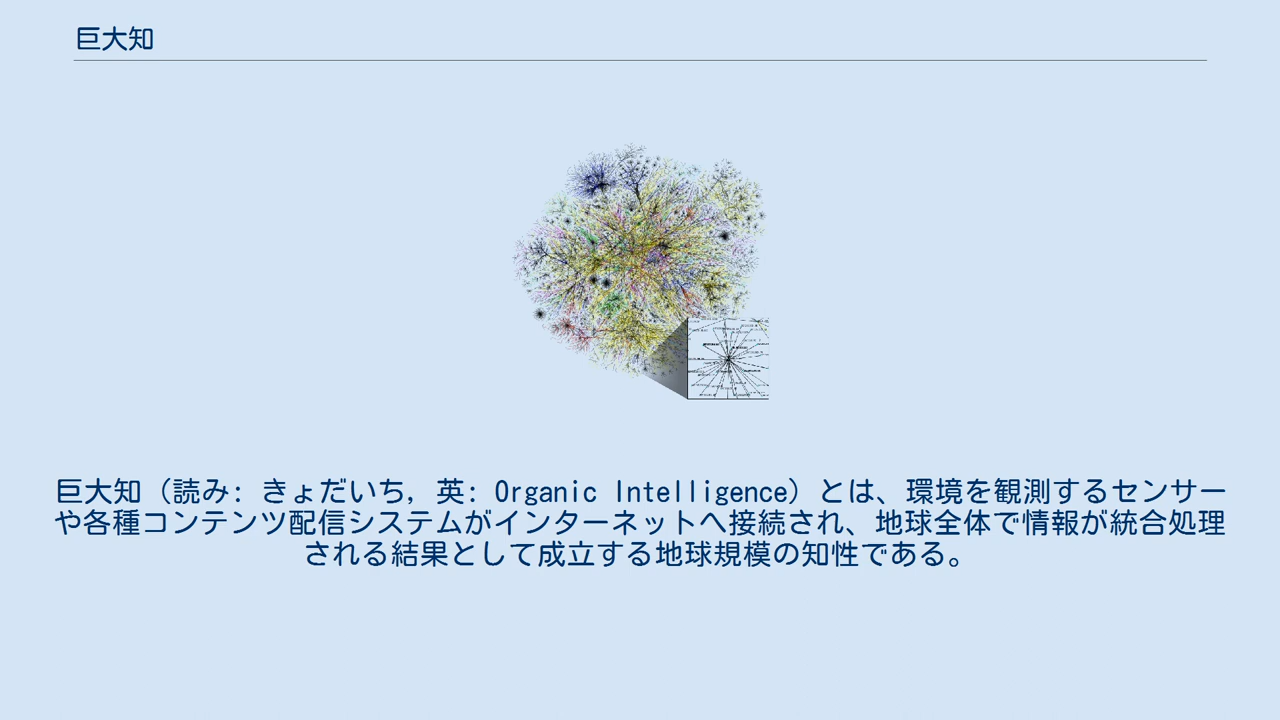 巨大知
巨大知（読み: きょだいち, 英: Organic Intelligence）とは、環境を観測するセンサー
や各種コンテンツ配信システムがインターネットへ接続され、地球全体で情報が統合処理
される結果として成立する地球規模の知性である。